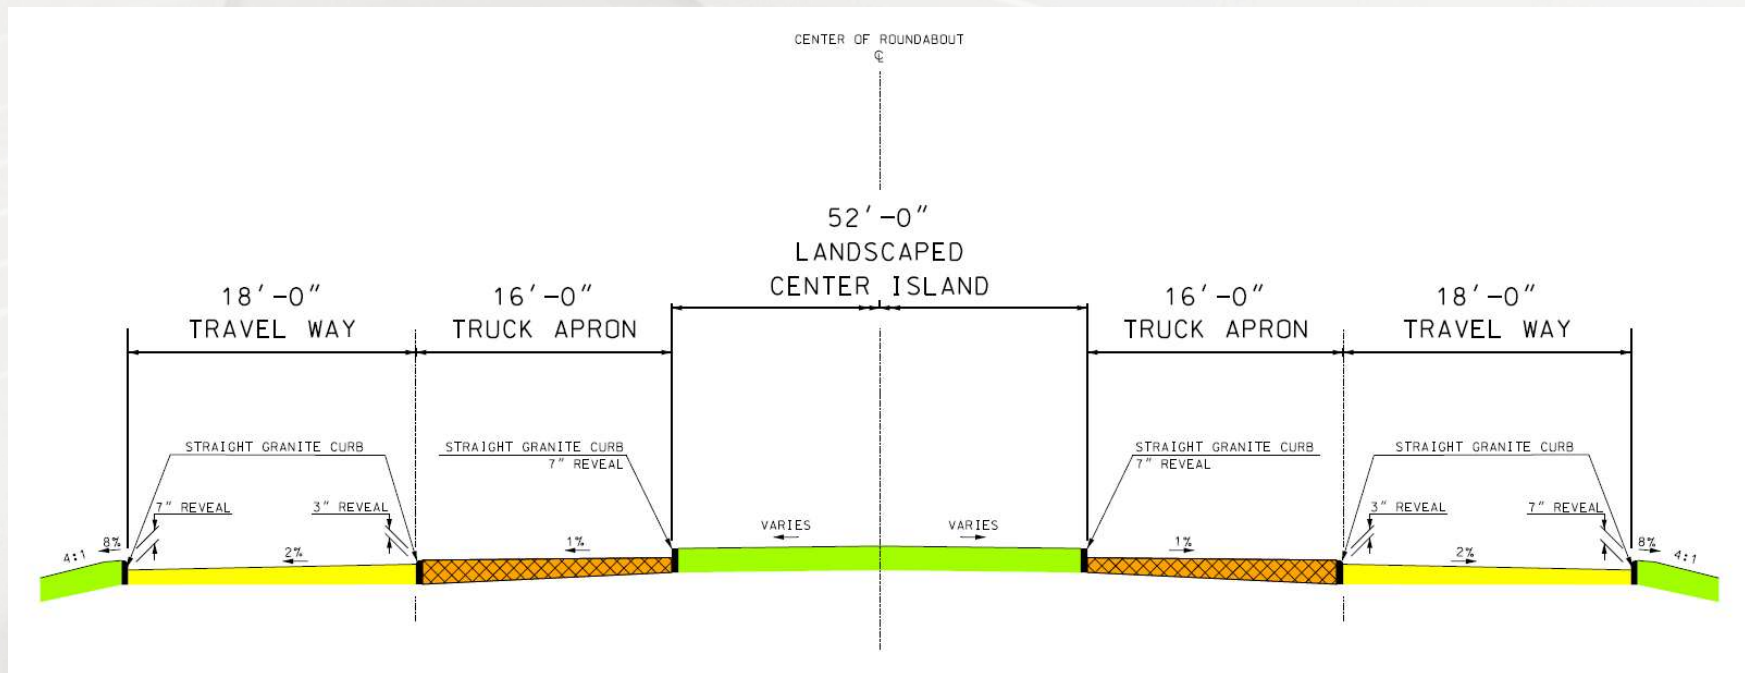 CENTER OF ROUNDABOUT
℄
52'-0"
LANDSCAPED
CENTER ISLAND
18'-0"
TRAVEL WAY
16'-0"
TRUCK APRON
16'-0"
TRUCK APRON
18'-0"
TRAVEL WAY
STRAIGHT GRANITE CURB
STRAIGHT GRANITE CURB
7" REVEAL
STRAIGHT GRANITE CURB
7" REVEAL
STRAIGHT GRANITE CURB
7" REVEAL
3" REVEAL
3" REVEAL
7" REVEAL
VARIES
VARIES
4:1
8%
2%
1%
1%
2%
8%
4:1